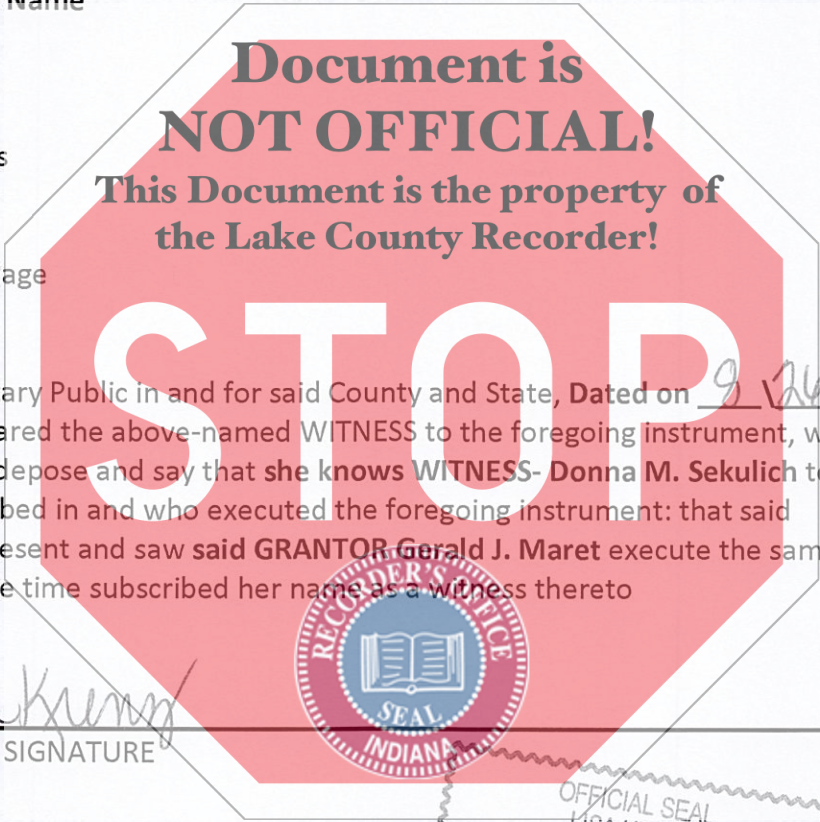 Name
Document is
NOT OFFICIAL!
s
This Document is the property of
the Lake County Recorder!
age
STOP
ary Public in and for said County and State, Dated on
ared the above-named WITNESS to the foregoing instrument, w
depose and say that she knows WITNESS- Donna M. Sekulich to
bed in and who executed the foregoing instrument: that said
esent and saw said GRANTOR Gerald J. Maret execute the sam
e time subscribed her name as a witness thereto
RECORDER'S OFFICE
SEAL
INDIANA
SIGNATURE
OFFICIAL SEAL